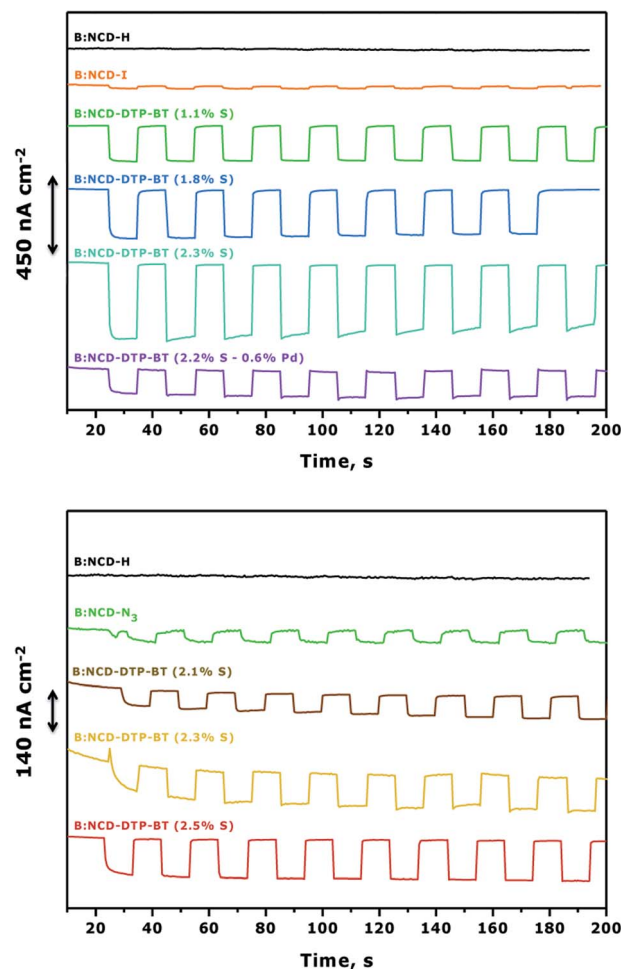 B:NCD-H
B:NCD-I
B:NCD-DTP-BT (1.1% S)
B:NCD-DTP-BT (1.8% S)
B:NCD-DTP-BT (2.3% S)
B:NCD-DTP-BT (2.2% S - 0.6% Pd)
450 nA cm⁻²
20 40 60 80 100 120 140 160 180 200
Time, s
B:NCD-H
B:NCD-N₃
B:NCD-DTP-BT (2.1% S)
B:NCD-DTP-BT (2.3% S)
B:NCD-DTP-BT (2.5% S)
140 nA cm⁻²
20 40 60 80 100 120 140 160 180 200
Time, s